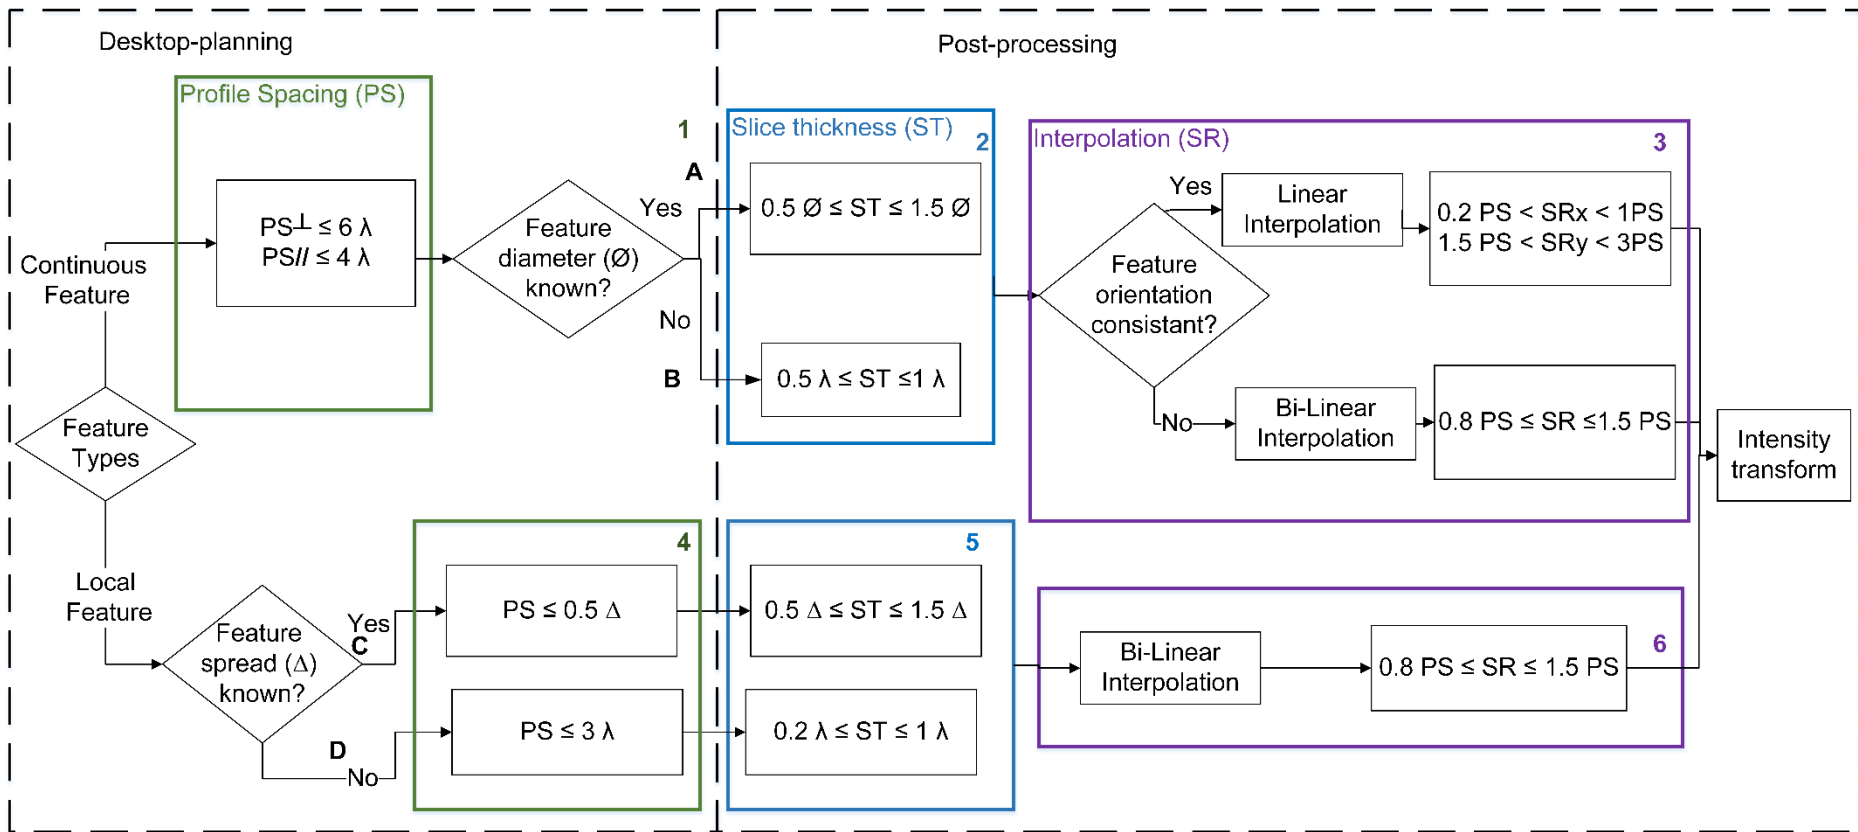 Desktop-planning
Post-processing
Profile Spacing (PS)
1
PS⊥ ≤ 6 λ
PS// ≤ 4 λ
Continuous
Feature
Feature
Types
Local
Feature
Feature
diameter (Ø)
known?
Yes
A
No
B
Slice thickness (ST)
2
0.5 Ø ≤ ST ≤ 1.5 Ø
0.5 λ ≤ ST ≤1 λ
Interpolation (SR)
3
Feature
orientation
consistant?
Yes
Linear
Interpolation
0.2 PS < SRx < 1PS
1.5 PS < SRy < 3PS
No
Bi-Linear
Interpolation
0.8 PS ≤ SR ≤1.5 PS
Intensity
transform
Feature
spread (Δ)
known?
Yes
C
D
No
4
PS ≤ 0.5 Δ
PS ≤ 3 λ
5
0.5 Δ ≤ ST ≤ 1.5 Δ
0.2 λ ≤ ST ≤ 1 λ
6
Bi-Linear
Interpolation
0.8 PS ≤ SR ≤ 1.5 PS